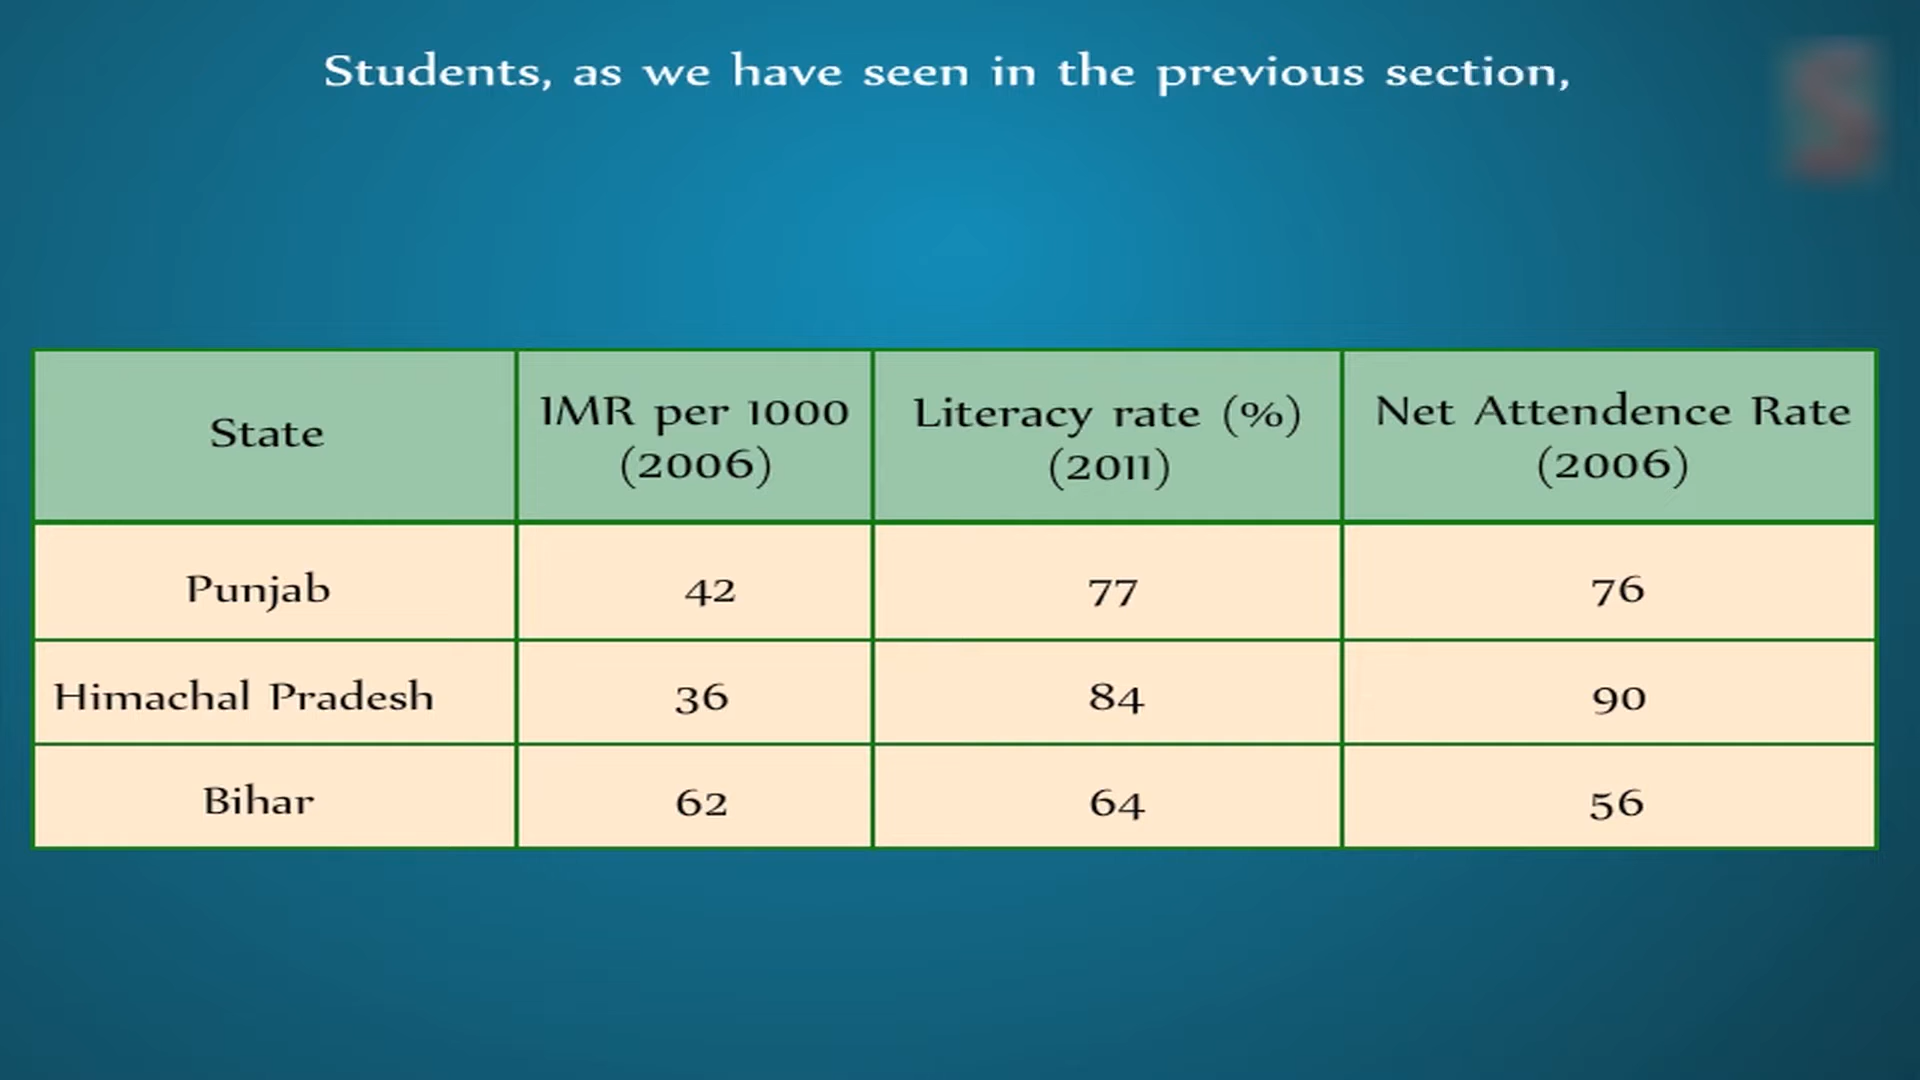 Students, as we have seen in the previous section,
State
IMR per 1000
(2006)
Literacy rate (%)
(2011)
Net Attendence Rate
(2006)
Punjab 42 77 76
Himachal Pradesh 36 84 90
Bihar 62 64 56
S